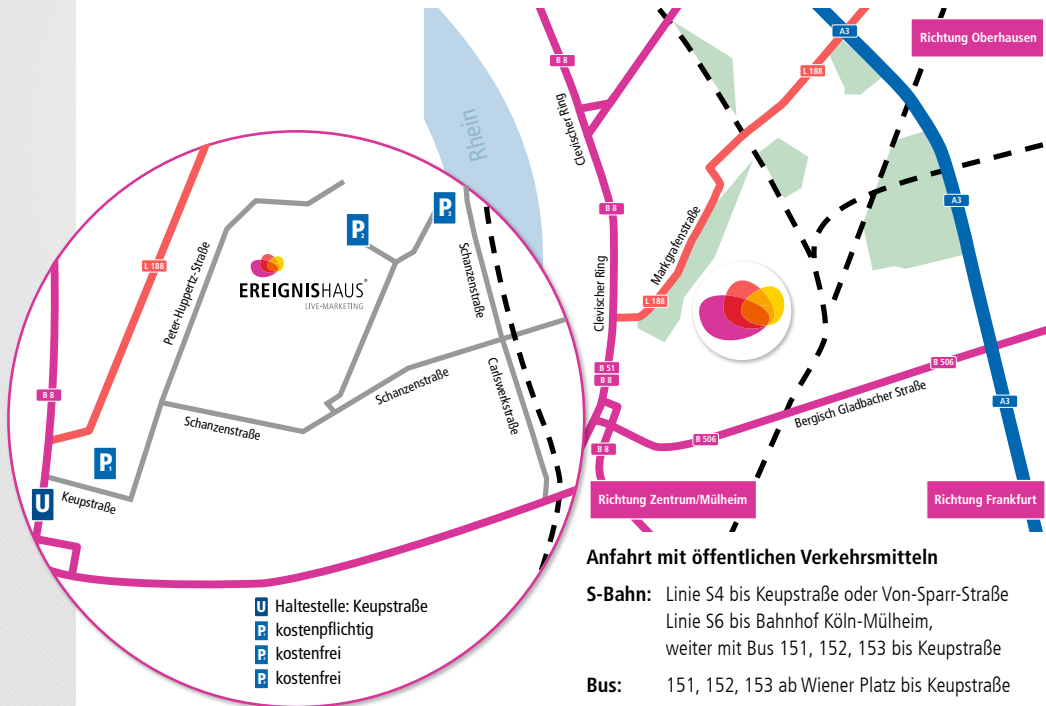 Rhein
B 8
Clevischer Ring
B 8
Clevischer Ring
B 51
B 8
B 8
L 188
Markgrafenstraße
L 188
A3
A3
A3
Richtung Oberhausen
B 506
Bergisch Gladbacher Straße
B 506
Richtung Zentrum/Mülheim
Richtung Frankfurt
L 188
Peter-Huppertz-Straße
P2
P3
EREIGNISHAUS®
LIVE-MARKETING
Schanzenstraße
B 8
Schanzenstraße
Schanzenstraße
Carlswerkstraße
P1
Keupstraße
U
U Haltestelle: Keupstraße
P kostenpflichtig
P kostenfrei
P kostenfrei
Anfahrt mit öffentlichen Verkehrsmitteln
S-Bahn: Linie S4 bis Keupstraße oder Von-Sparr-Straße
Linie S6 bis Bahnhof Köln-Mülheim,
weiter mit Bus 151, 152, 153 bis Keupstraße
Bus: 151, 152, 153 ab Wiener Platz bis Keupstraße